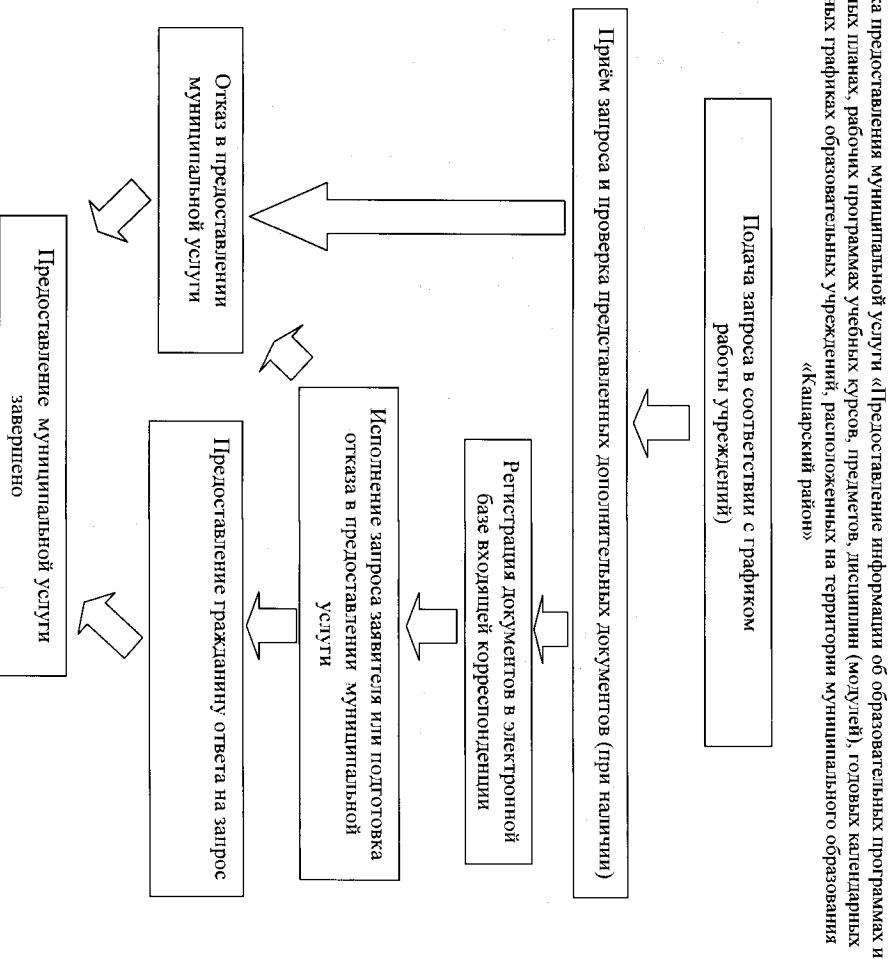 предоставления муниципальной услуги «Предоставление информации об образовательных программах и
планах, рабочих программах учебных курсов, предметов, дисциплин (модулей), годовых календарных
графиках образовательных учреждений, расположенных на территории муниципального образования
«Кашарский район»
Подача запроса в соответствии с графиком
работы учреждений)
Приём запроса и проверка представленных дополнительных документов (при наличии)
Регистрация документов в электронной
базе входящей корреспонденции
Отказ в предоставлении
муниципальной услуги
Исполнение запроса заявителя или подготовка
отказа в предоставлении муниципальной
услуги
Предоставление гражданину ответа на запрос
Предоставление муниципальной услуги
завершено